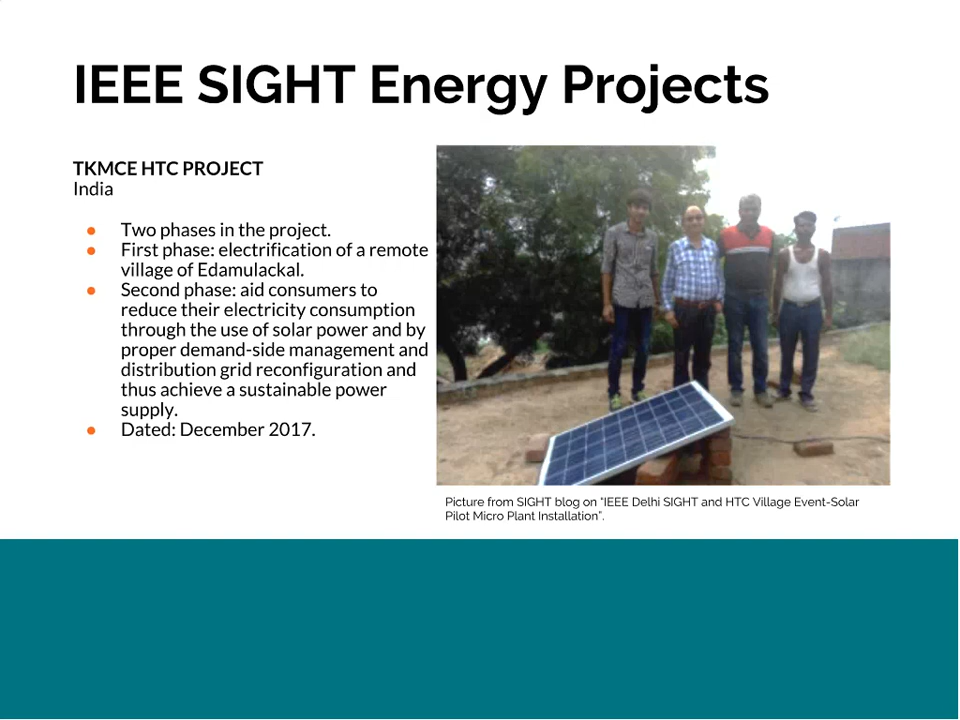 IEEE SIGHT Energy Projects
TKMCE HTC PROJECT
India
● Two phases in the project.
● First phase: electrification of a remote
village of Edamulackal.
● Second phase: aid consumers to
reduce their electricity consumption
through the use of solar power and by
proper demand-side management and
distribution grid reconfiguration and
thus achieve a sustainable power
supply.
● Dated: December 2017.
Picture from SIGHT blog on "IEEE Delhi SIGHT and HTC Village Event-Solar
Pilot Micro Plant Installation".